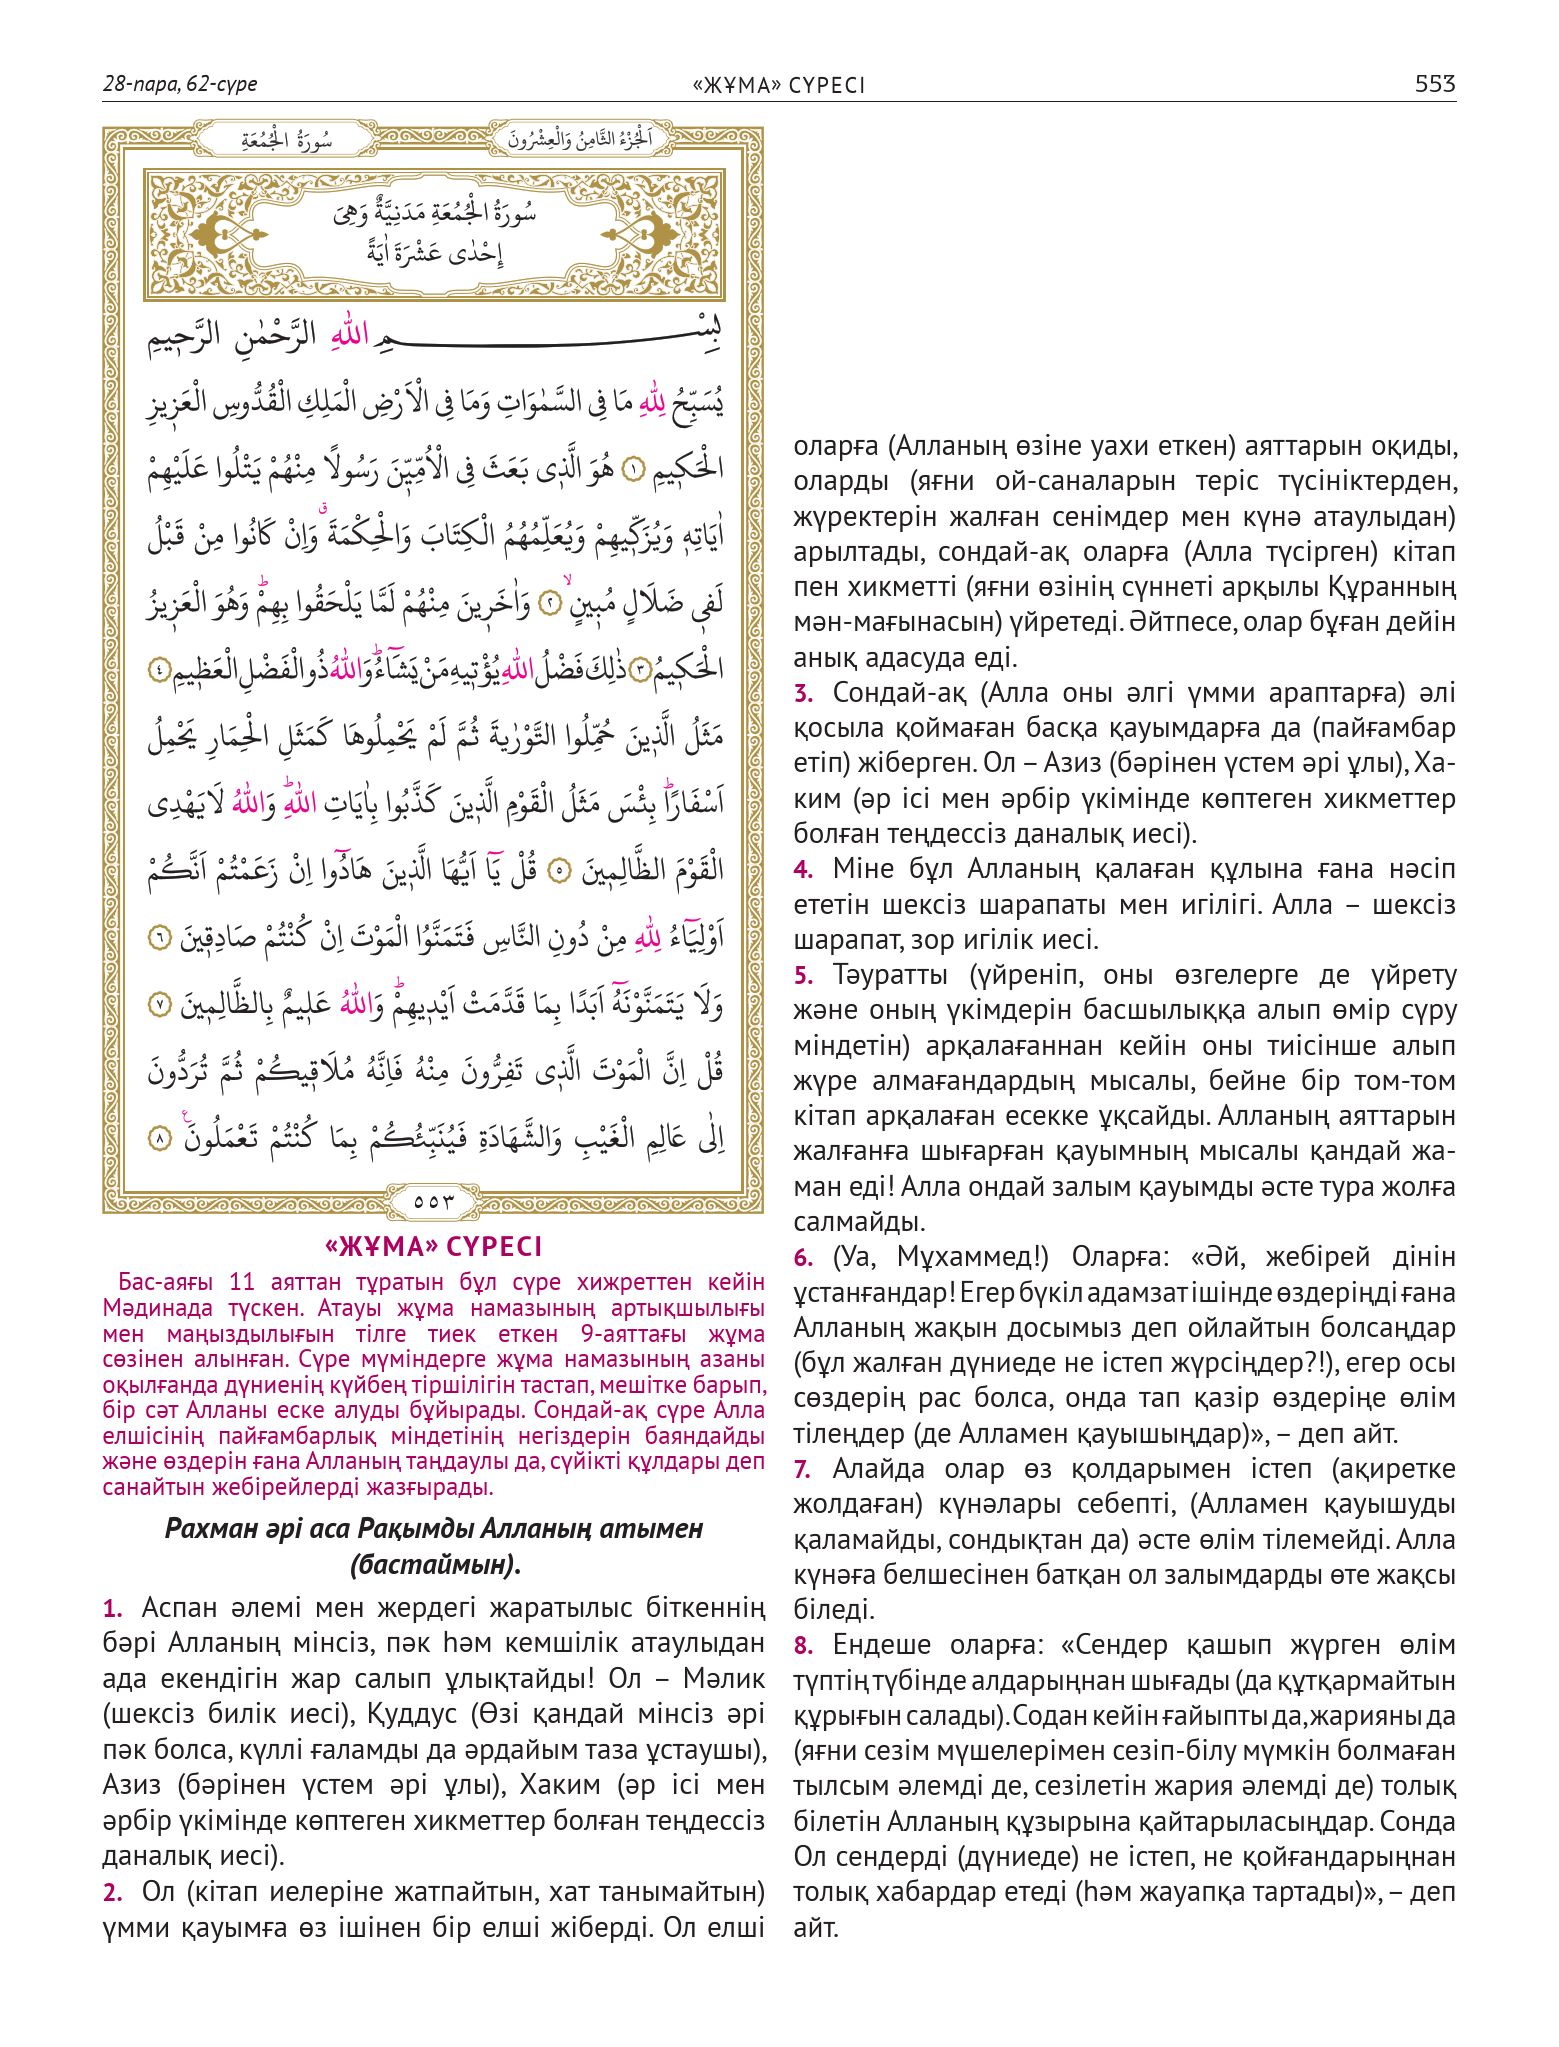 28-пара, 62-сүре
«ЖҰМА» СҮРЕСІ
553
اَلْجُزْءُ الثَّامِنُ وَالْعِشْرُونَ
سُورَةُ الْجُمُعَةِ
سُورَةُ الْجُمُعَةِ مَدَنِيَّةٌ وَهِيَ
إِحْدٰى عَشْرَةَ اٰيَةً
بِسْمِ اللهِ الرَّحْمٰنِ الرَّح۪يمِ
يُسَبِّحُ لِلهِ مَا فِى السَّمٰوَاتِ وَمَا فِى الْاَرْضِ الْمَلِكِ الْقُدُّوسِ الْعَز۪يزِ
الْحَك۪يمِ ﴿١﴾ هُوَ الَّذ۪ى بَعَثَ فِى الْاُمِّيّ۪نَ رَسُولًا مِنْهُمْ يَتْلُوا عَلَيْهِمْ
اٰيَاتِه۪ وَيُزَكّ۪يهِمْ وَيُعَلِّمُهُمُ الْكِتَابَ وَالْحِكْمَةَۗ وَاِنْ كَانُوا مِنْ قَبْلُ
لَف۪ى ضَلَالٍ مُب۪ينٍۙ ﴿٢﴾ وَاٰخَر۪ينَ مِنْهُمْ لَمَّا يَلْحَقُوا بِهِمْۜ وَهُوَ الْعَز۪يزُ
الْحَك۪يمُ ﴿٣﴾ ذٰلِكَ فَضْلُ اللهِ يُؤْت۪يهِ مَنْ يَشَٓاءُۜ وَاللهُ ذُو الْفَضْلِ الْعَظ۪يمِ ﴿٤﴾
مَثَلُ الَّذ۪ينَ حُمِّلُوا التَّوْرٰيةَ ثُمَّ لَمْ يَحْمِلُوهَا كَمَثَلِ الْحِمَارِ يَحْمِلُ
اَسْفَارًاۜ بِئْسَ مَثَلُ الْقَوْمِ الَّذ۪ينَ كَذَّبُوا بِاٰيَاتِ اللهِۜ وَاللهُ لَا يَهْدِى
الْقَوْمَ الظَّالِم۪ينَ ﴿٥﴾ قُلْ يَٓا اَيُّهَا الَّذ۪ينَ هَادُٓوا اِنْ زَعَمْتُمْ اَنَّكُمْ
اَوْلِيَٓاءُ لِلهِ مِنْ دُونِ النَّاسِ فَتَمَنَّوُا الْمَوْتَ اِنْ كُنْتُمْ صَادِق۪ينَ ﴿٦﴾
وَلَا يَتَمَنَّوْنَهُٓ اَبَدًا بِمَا قَدَّمَتْ اَيْد۪يهِمْۜ وَاللهُ عَل۪يمٌ بِالظَّالِم۪ينَ ﴿٧﴾
قُلْ اِنَّ الْمَوْتَ الَّذ۪ى تَفِرُّونَ مِنْهُ فَاِنَّهُ مُلَاق۪يكُمْ ثُمَّ تُرَدُّونَ
اِلٰى عَالِمِ الْغَيْبِ وَالشَّهَادَةِ فَيُنَبِّئُكُمْ بِمَا كُنْتُمْ تَعْمَلُونَ۟ ﴿٨﴾
٥٥٣
«ЖҰМА» СҮРЕСІ
Бас-аяғы 11 аяттан тұратын бұл сүре хижреттен кейін
Мәдинада түскен. Атауы жұма намазының артықшылығы
мен маңыздылығын тілге тиек еткен 9-аяттағы жұма
сөзінен алынған. Сүре мүміндерге жұма намазының азаны
оқылғанда дүниенің күйбең тіршілігін тастап, мешітке барып,
бір сәт Алланы еске алуды бұйырады. Сондай-ақ сүре Алла
елшісінің пайғамбарлық міндетінің негіздерін баяндайды
және өздерін ғана Алланың таңдаулы да, сүйікті құлдары деп
санайтын жебірейлерді жазғырады.
Рахман әрі аса Рақымды Алланың атымен
(бастаймын).
1. Аспан әлемі мен жердегі жаратылыс біткеннің
бәрі Алланың мінсіз, пәк һәм кемшілік атаулыдан
ада екендігін жар салып ұлықтайды! Ол – Мәлик
(шексіз билік иесі), Қуддус (Өзі қандай мінсіз әрі
пәк болса, күллі ғаламды да әрдайым таза ұстаушы),
Азиз (бәрінен үстем әрі ұлы), Хаким (әр ісі мен
әрбір үкімінде көптеген хикметтер болған теңдессіз
даналық иесі).
2. Ол (кітап иелеріне жатпайтын, хат танымайтын)
үмми қауымға өз ішінен бір елші жіберді. Ол елші
оларға (Алланың өзіне уахи еткен) аяттарын оқиды,
оларды (яғни ой-саналарын теріс түсініктерден,
жүректерін жалған сенімдер мен күнә атаулыдан)
арылтады, сондай-ақ оларға (Алла түсірген) кітап
пен хикметті (яғни өзінің сүннеті арқылы Құранның
мән-мағынасын) үйретеді. Әйтпесе, олар бұған дейін
анық адасуда еді.
3. Сондай-ақ (Алла оны әлгі үмми араптарға) әлі
қосыла қоймаған басқа қауымдарға да (пайғамбар
етіп) жіберген. Ол – Азиз (бәрінен үстем әрі ұлы), Ха-
ким (әр ісі мен әрбір үкімінде көптеген хикметтер
болған теңдессіз даналық иесі).
4. Міне бұл Алланың қалаған құлына ғана нәсіп
ететін шексіз шарапаты мен игілігі. Алла – шексіз
шарапат, зор игілік иесі.
5. Тәуратты (үйреніп, оны өзгелерге де үйрету
және оның үкімдерін басшылыққа алып өмір сүру
міндетін) арқалағаннан кейін оны тиісінше алып
жүре алмағандардың мысалы, бейне бір том-том
кітап арқалаған есекке ұқсайды. Алланың аяттарын
жалғанға шығарған қауымның мысалы қандай жа-
ман еді! Алла ондай залым қауымды әсте тура жолға
салмайды.
6. (Уа, Мұхаммед!) Оларға: «Әй, жебірей дінін
ұстанғандар! Егер бүкіл адамзат ішінде өздеріңді ғана
Алланың жақын досымыз деп ойлайтын болсаңдар
(бұл жалған дүниеде не істеп жүрсіңдер?!), егер осы
сөздерің рас болса, онда тап қазір өздеріңе өлім
тілеңдер (де Алламен қауышыңдар)», – деп айт.
7. Алайда олар өз қолдарымен істеп (ақиретке
жолдаған) күнәлары себепті, (Алламен қауышуды
қаламайды, сондықтан да) әсте өлім тілемейді. Алла
күнәға белшесінен батқан ол залымдарды өте жақсы
біледі.
8. Ендеше оларға: «Сендер қашып жүрген өлім
түптің түбінде алдарыңнан шығады (да құтқармайтын
құрығын салады). Содан кейін ғайыпты да, жарияны да
(яғни сезім мүшелерімен сезіп-білу мүмкін болмаған
тылсым әлемді де, сезілетін жария әлемді де) толық
білетін Алланың құзырына қайтарыласыңдар. Сонда
Ол сендерді (дүниеде) не істеп, не қойғандарыңнан
толық хабардар етеді (һәм жауапқа тартады)», – деп
айт.